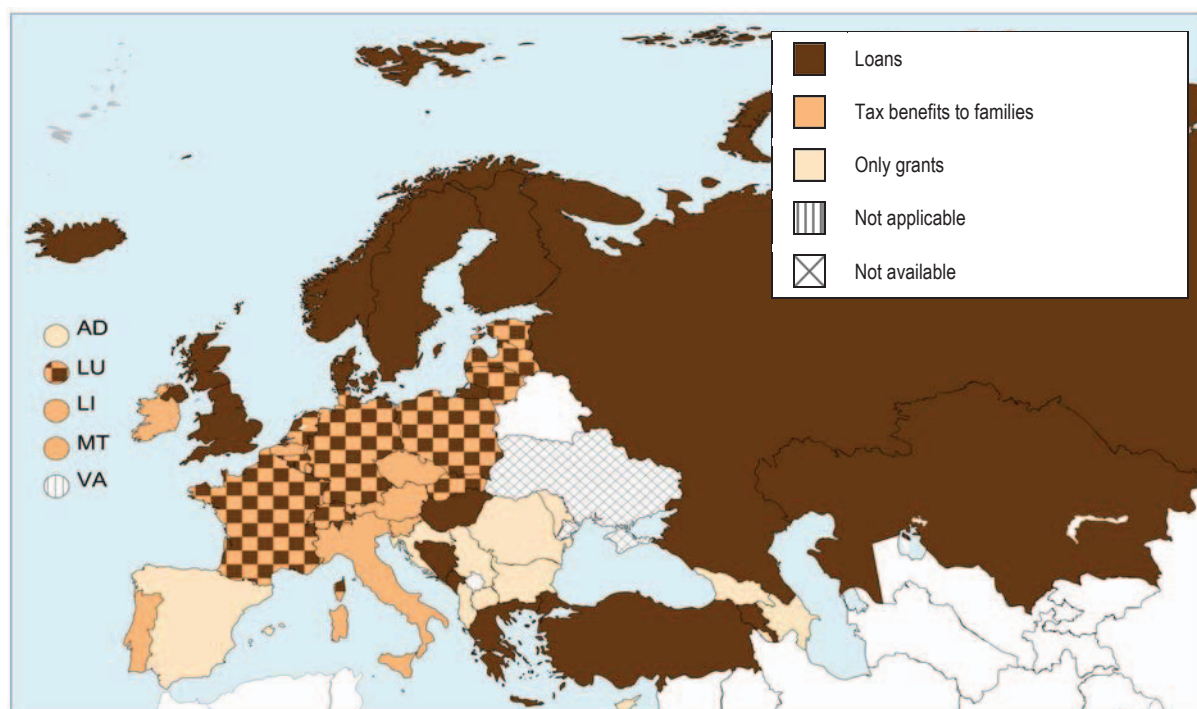 Loans
Tax benefits to families
Only grants
Not applicable
Not available
AD
LU
LI
MT
VA